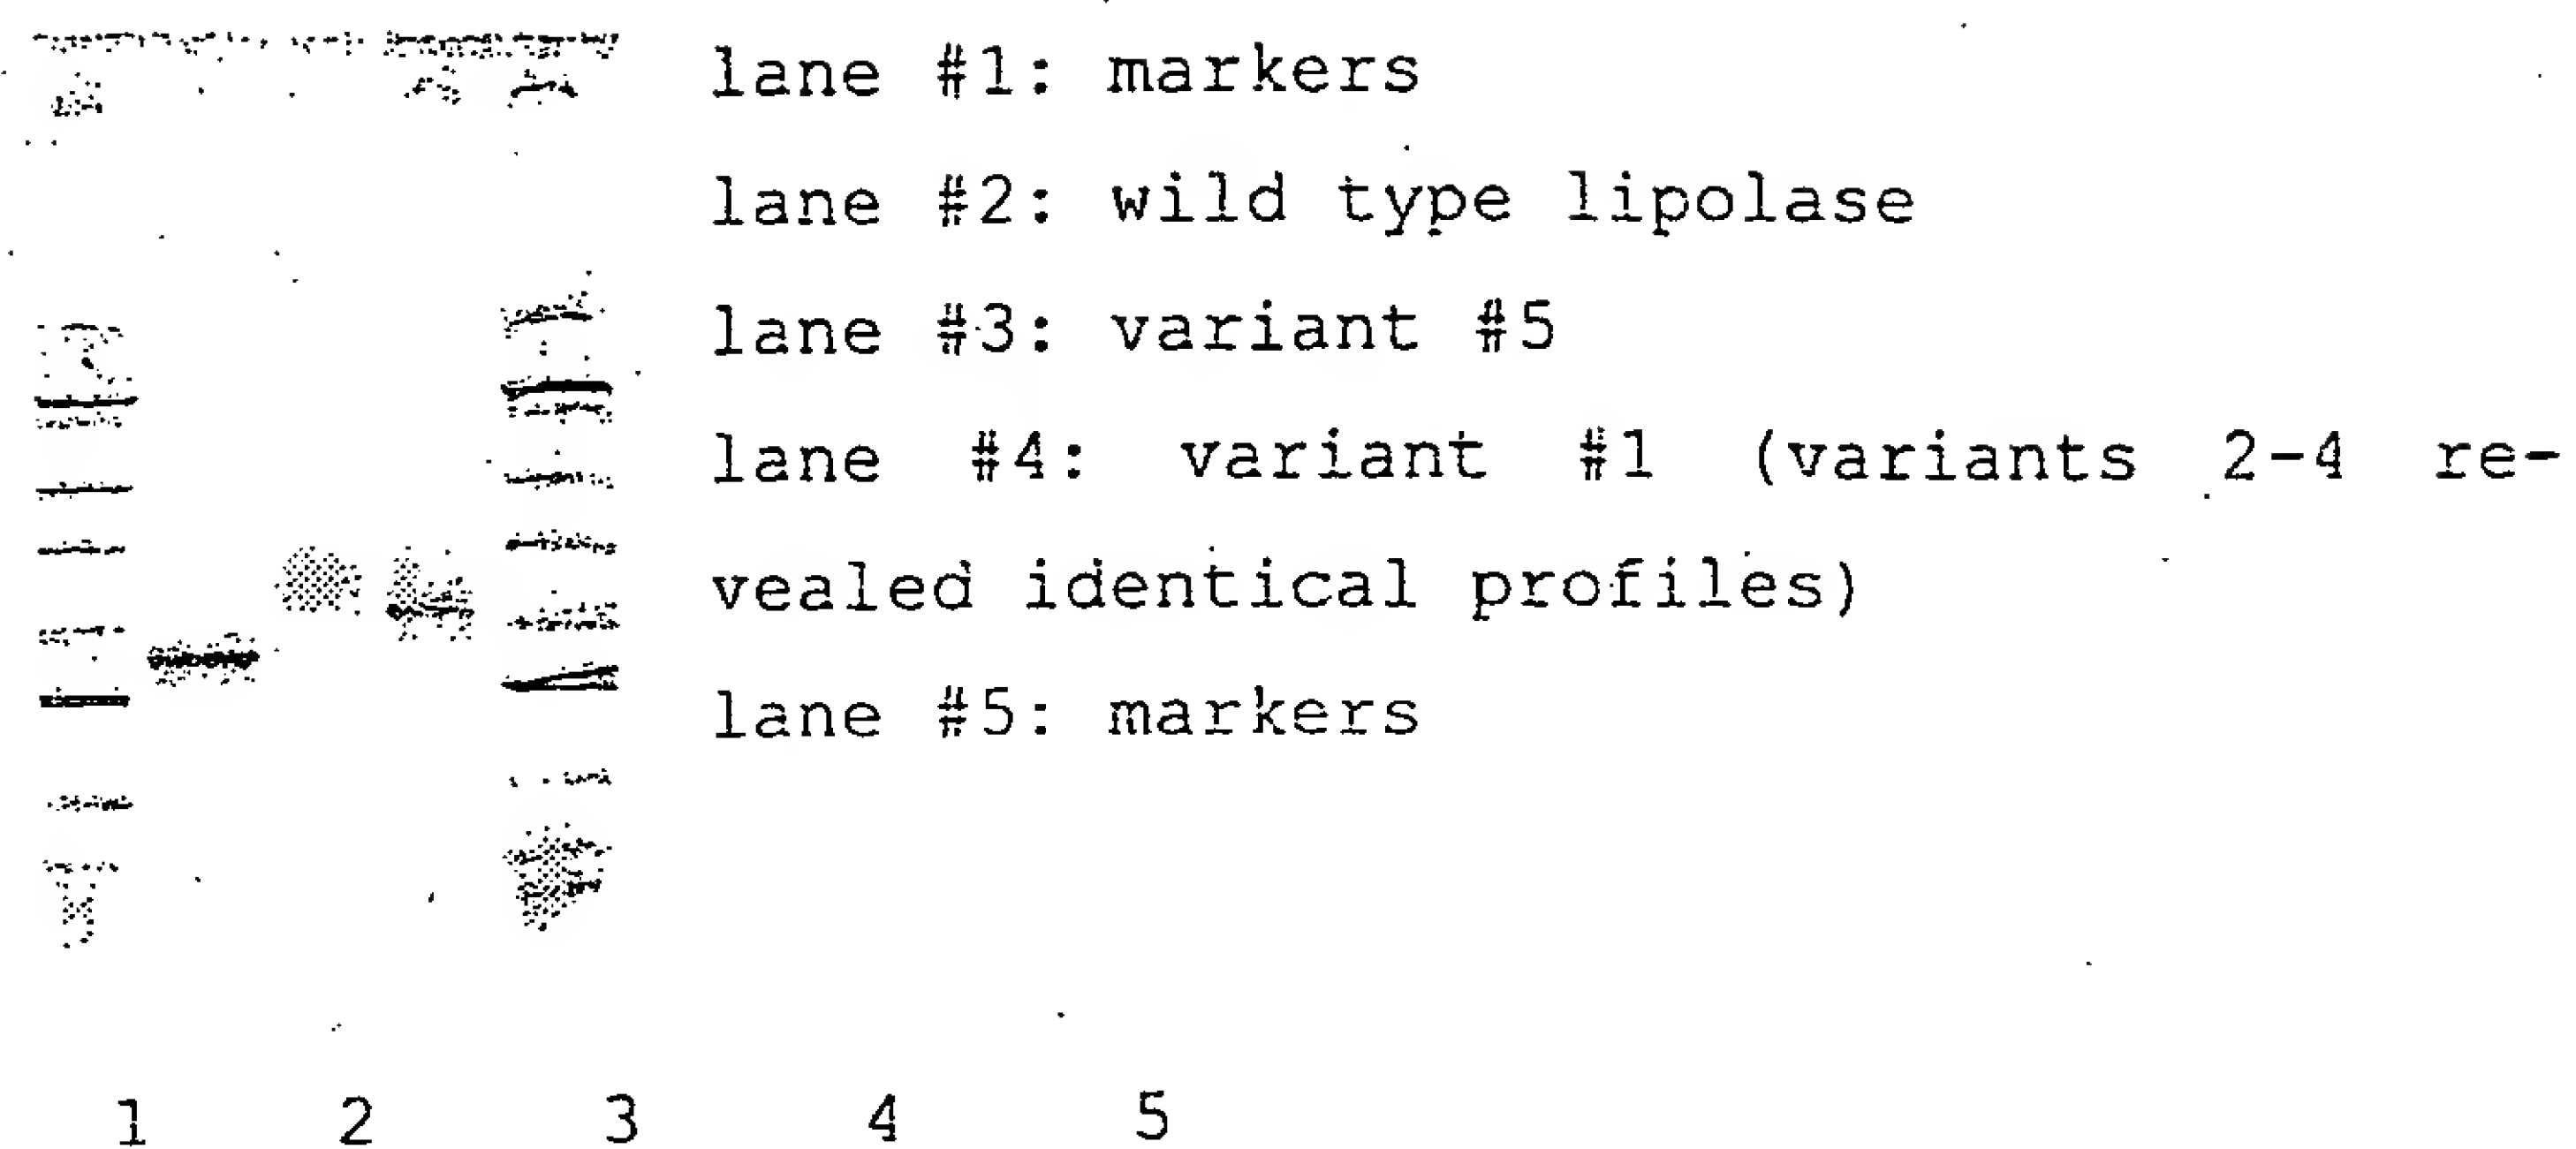 lane #1: markers
lane #2: wild type lipolase
lane #3: variant #5
lane #4: variant #1 (variants 2-4 re-
vealed identical profiles)
lane #5: markers
1 2 3 4 5